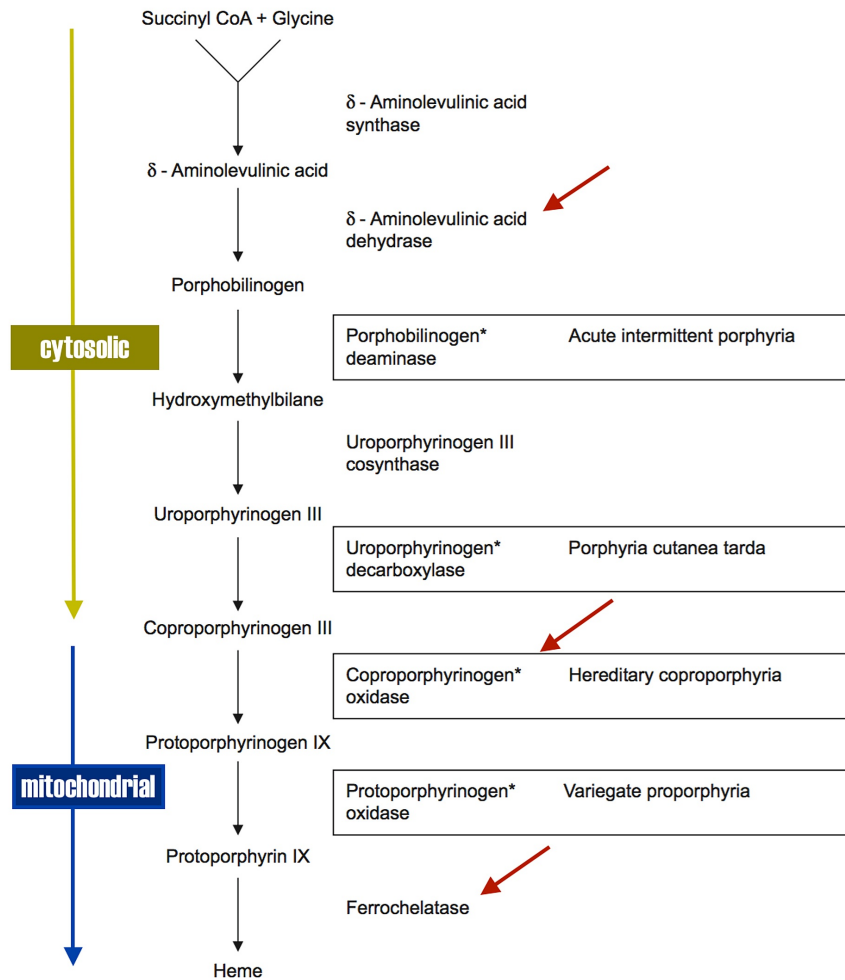 Succinyl CoA + Glycine
δ - Aminolevulinic acid
synthase
δ - Aminolevulinic acid
δ - Aminolevulinic acid
dehydrase
Porphobilinogen
cytosolic
Porphobilinogen* Acute intermittent porphyria
deaminase
Hydroxymethylbilane
Uroporphyrinogen III
cosynthase
Uroporphyrinogen III
Uroporphyrinogen* Porphyria cutanea tarda
decarboxylase
Coproporphyrinogen III
Coproporphyrinogen* Hereditary coproporphyria
oxidase
Protoporphyrinogen IX
mitochondrial
Protoporphyrinogen* Variegate proporphyria
oxidase
Protoporphyrin IX
Ferrochelatase
Heme